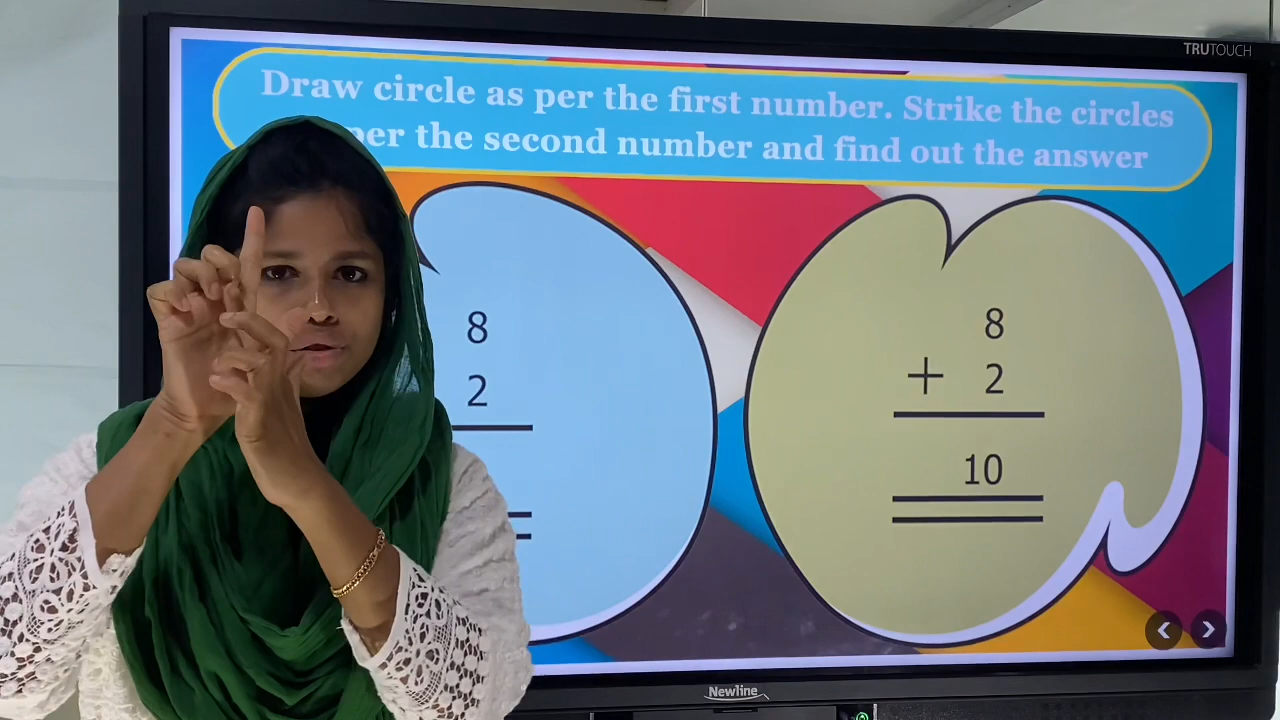 TRUTOUCH
Draw circle as per the first number. Strike the circles
per the second number and find out the answer
8
2
8
+ 2
10
Newline